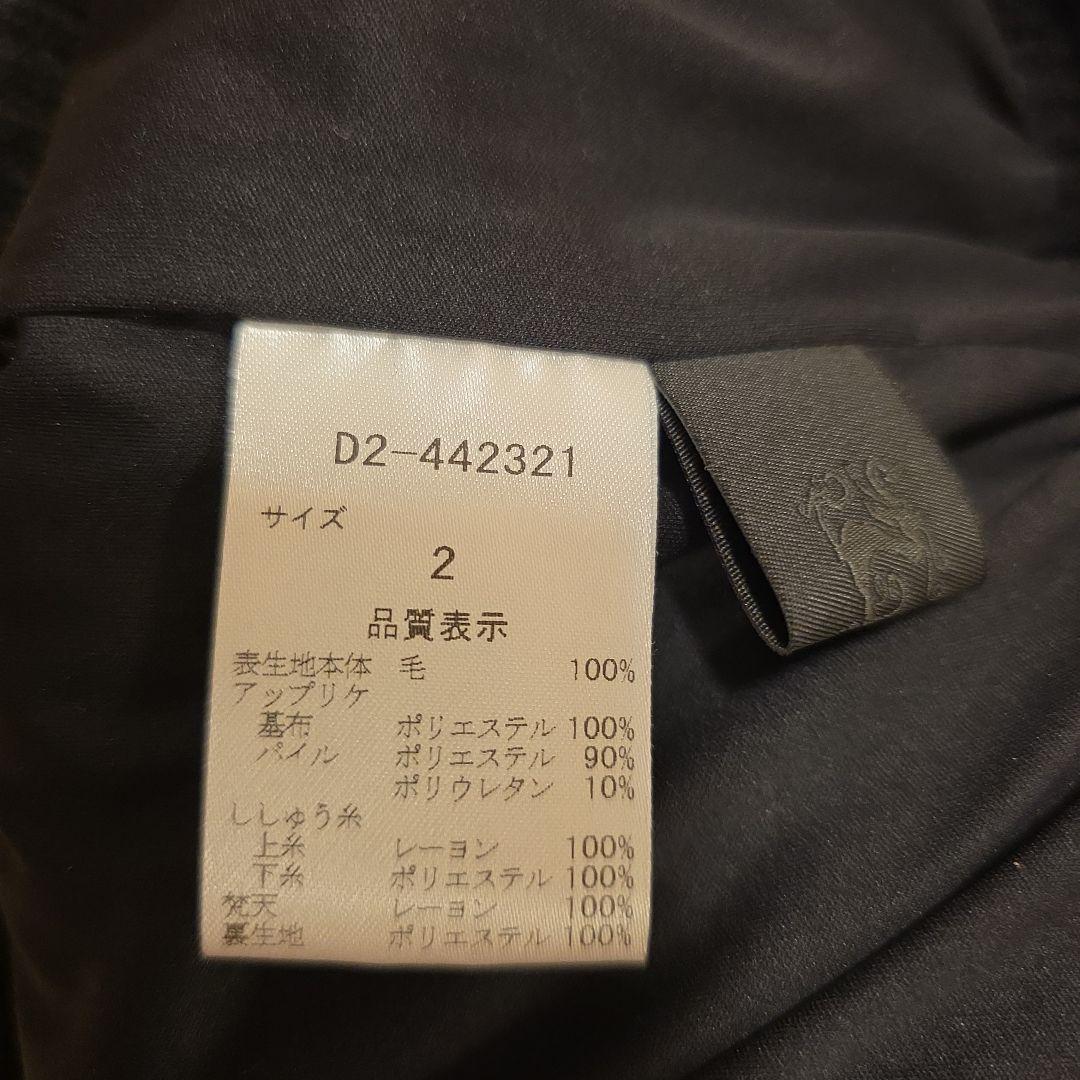 D2-442321
サイズ
2
品質表示
表生地本体 毛 100%
アップリケ
基布 ポリエステル 100%
パイル ポリエステル 90%
ポリウレタン 10%
ししゅう糸
上糸 レーヨン 100%
下糸 ポリエステル 100%
梵天 レーヨン 100%
裏生地 ポリエステル 100%